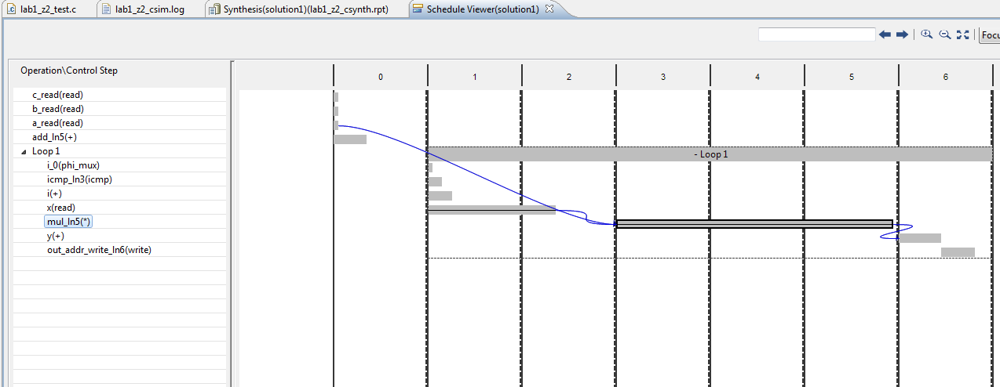 lab1_z2_test.c lab1_z2_csim.log Synthesis(solution1)(lab1_z2_csynth.rpt) Schedule Viewer(solution1)
Focu
Operation\Control Step 0 1 2 3 4 5 6
c_read(read)
b_read(read)
a_read(read)
add_ln5(+)
Loop 1 - Loop 1
i_0(phi_mux)
icmp_ln3(icmp)
i(+)
x(read)
mul_ln5(*)
y(+)
out_addr_write_ln6(write)